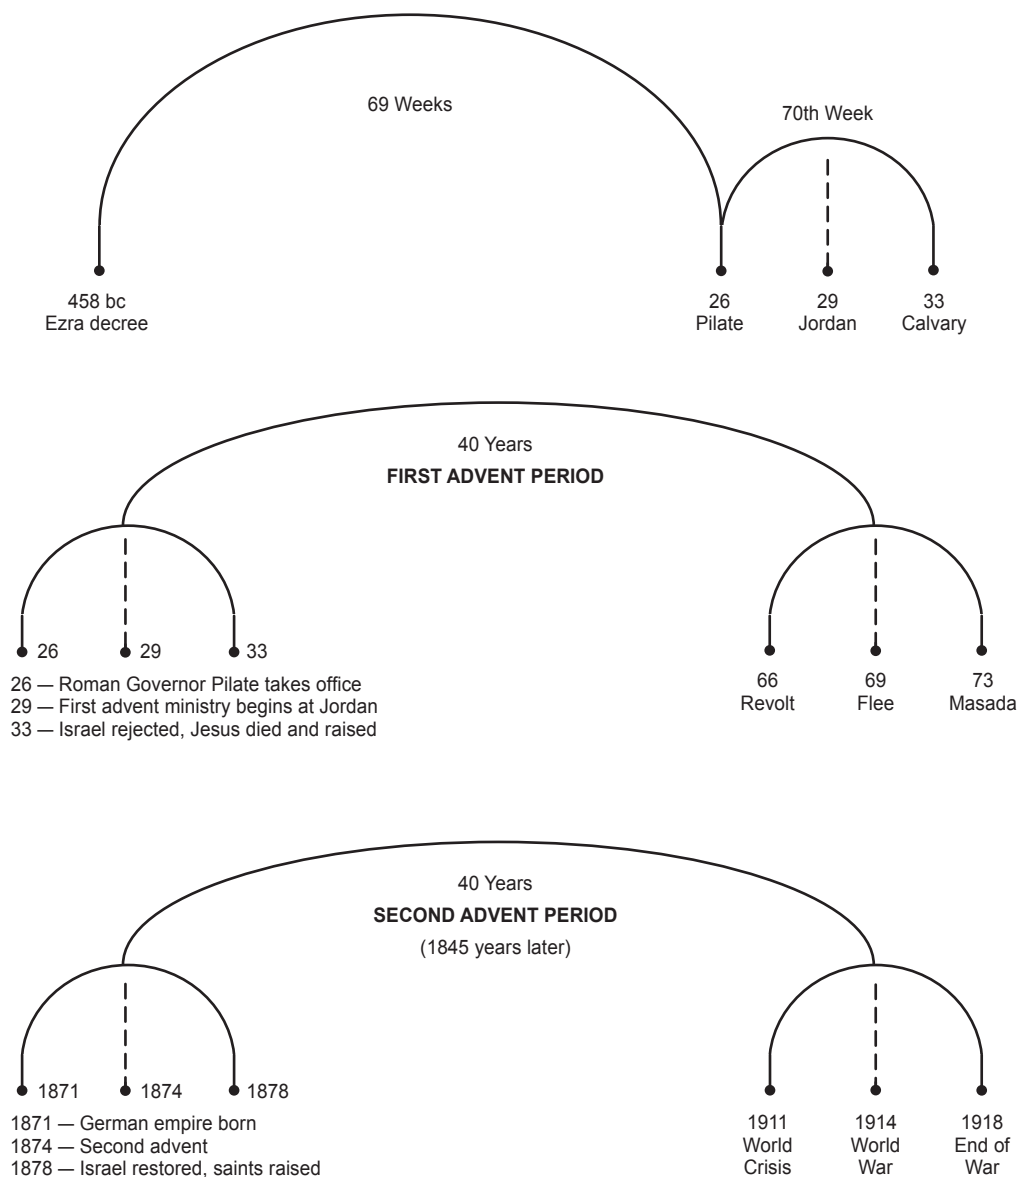 69 Weeks
70th Week
458 bc
Ezra decree
26
Pilate
29
Jordan
33
Calvary
40 Years
FIRST ADVENT PERIOD
26
29
33
26 — Roman Governor Pilate takes office
29 — First advent ministry begins at Jordan
33 — Israel rejected, Jesus died and raised
66
Revolt
69
Flee
73
Masada
40 Years
SECOND ADVENT PERIOD
(1845 years later)
1871
1874
1878
1871 — German empire born
1874 — Second advent
1878 — Israel restored, saints raised
1911
World
Crisis
1914
World
War
1918
End of
War